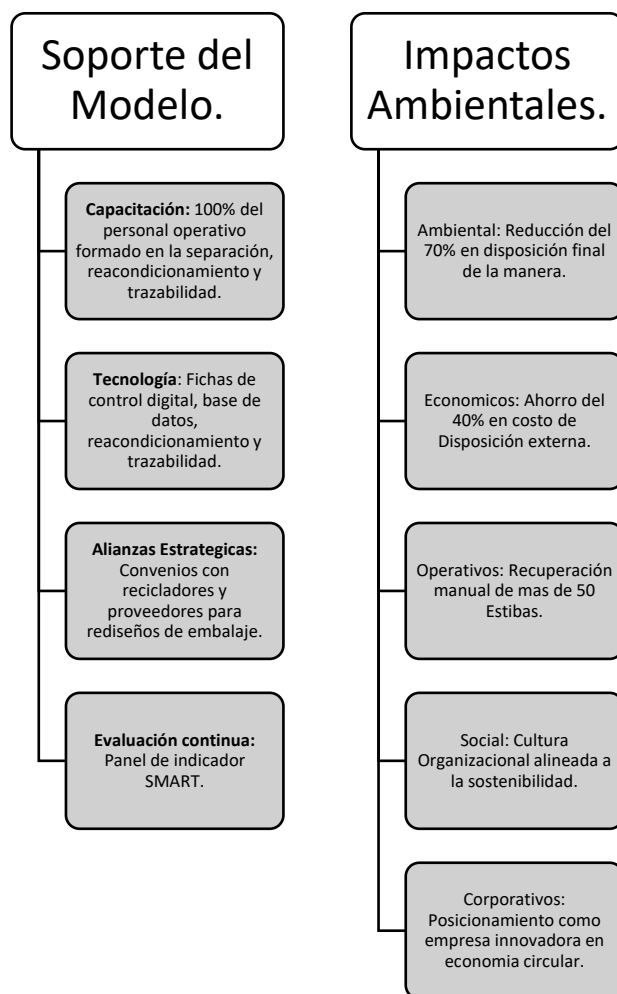 Soporte del
Modelo.
Capacitación: 100% del
personal operativo
formado en la separación,
reacondicionamiento y
trazabilidad.
Tecnología: Fichas de
control digital, base de
datos,
reacondicionamiento y
trazabilidad.
Alianzas Estrategicas:
Convenios con
recicladores y
proveedores para
rediseños de embalaje.
Evaluación continua:
Panel de indicador
SMART.
Impactos
Ambientales.
Ambiental: Reducción del
70% en disposición final
de la manera.
Economicos: Ahorro del
40% en costo de
Disposición externa.
Operativos: Recuperación
manual de mas de 50
Estibas.
Social: Cultura
Organizacional alineada a
la sostenibilidad.
Corporativos:
Posicionamiento como
empresa innovadora en
economia circular.